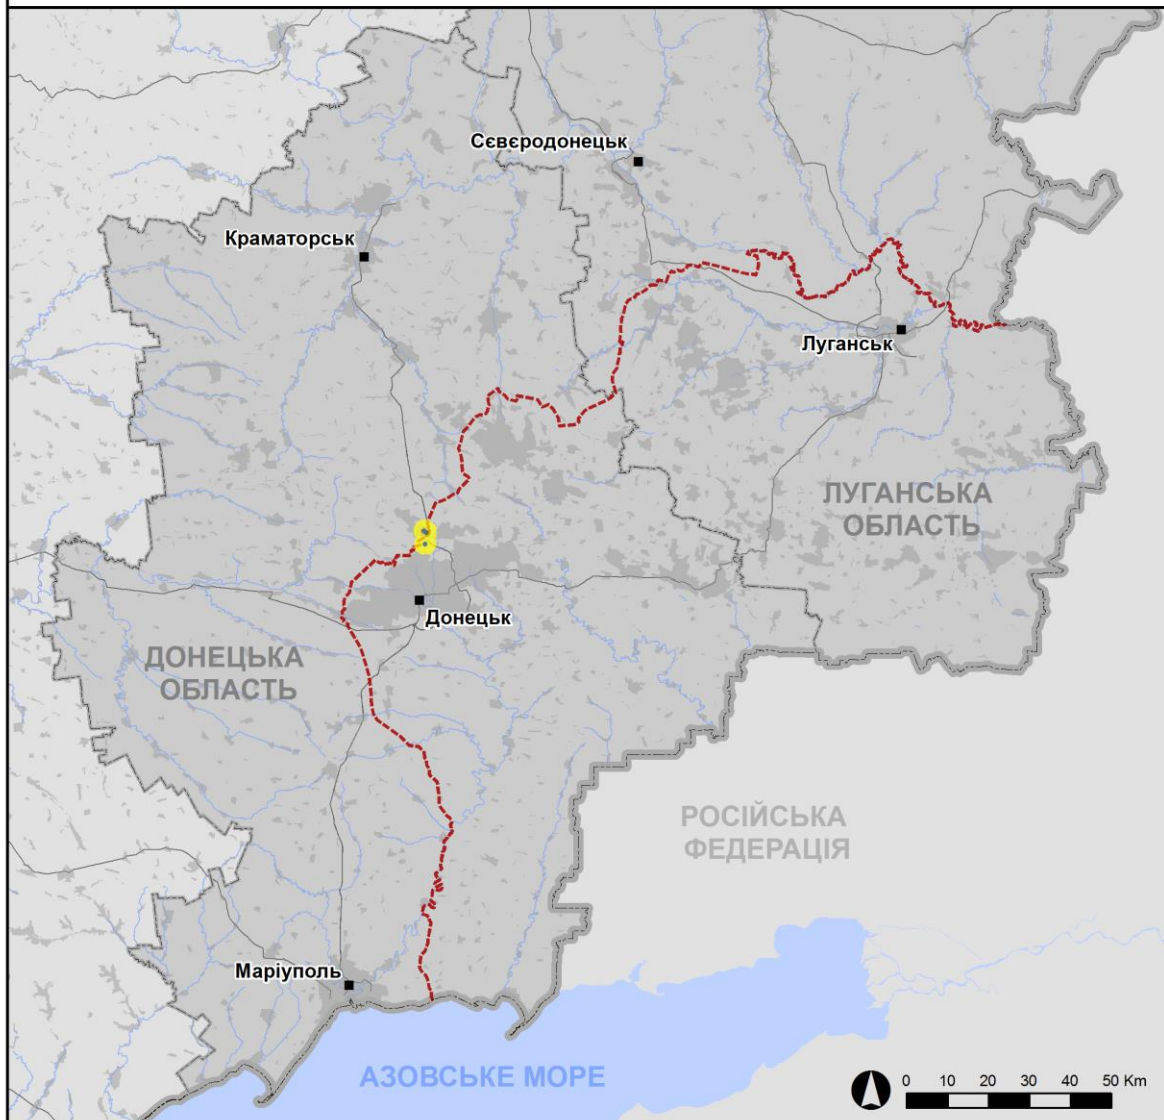 Сєвєродонецьк
Краматорськ
Луганськ
ЛУГАНСЬКА
ОБЛАСТЬ
Донецьк
ДОНЕЦЬКА
ОБЛАСТЬ
РОСІЙСЬКА
ФЕДЕРАЦІЯ
Маріуполь
АЗОВСЬКЕ МОРЕ
0 10 20 30 40 50 Km